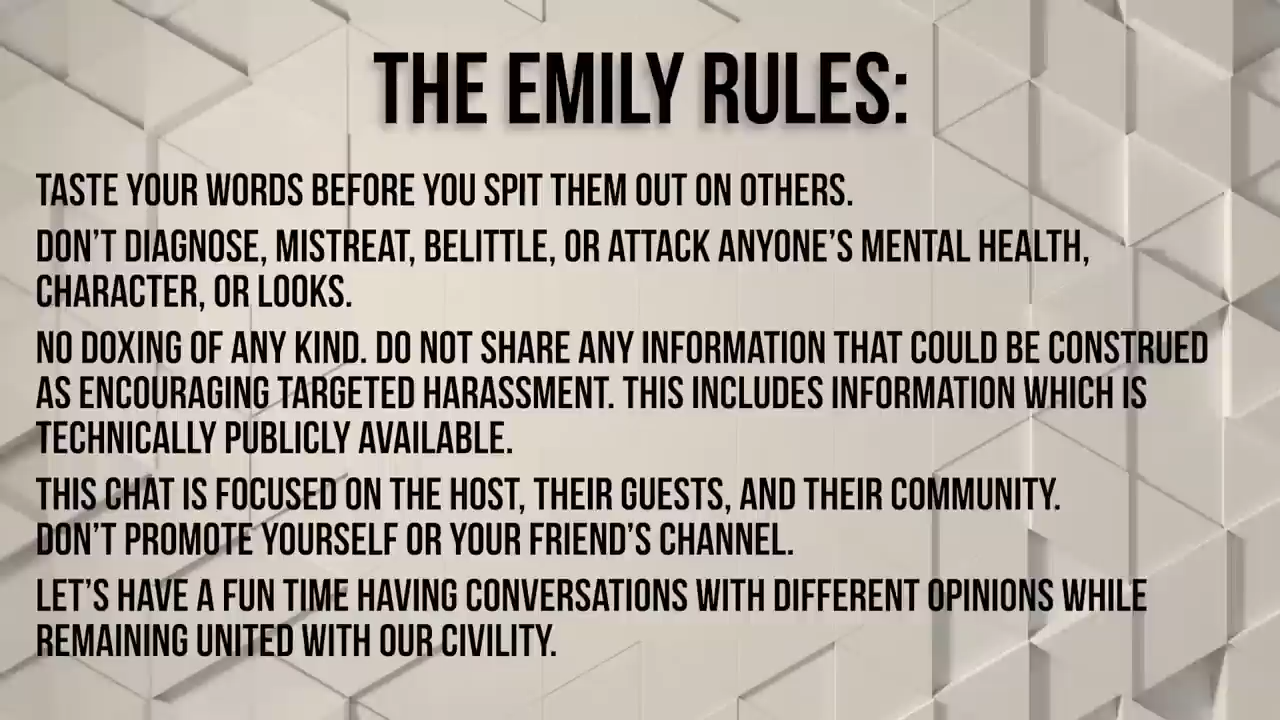 THE EMILY RULES:
TASTE YOUR WORDS BEFORE YOU SPIT THEM OUT ON OTHERS.
DON'T DIAGNOSE, MISTREAT, BELITTLE, OR ATTACK ANYONE'S MENTAL HEALTH,
CHARACTER, OR LOOKS.
NO DOXING OF ANY KIND. DO NOT SHARE ANY INFORMATION THAT COULD BE CONSTRUED
AS ENCOURAGING TARGETED HARASSMENT. THIS INCLUDES INFORMATION WHICH IS
TECHNICALLY PUBLICLY AVAILABLE.
THIS CHAT IS FOCUSED ON THE HOST, THEIR GUESTS, AND THEIR COMMUNITY.
DON'T PROMOTE YOURSELF OR YOUR FRIEND'S CHANNEL.
LET'S HAVE A FUN TIME HAVING CONVERSATIONS WITH DIFFERENT OPINIONS WHILE
REMAINING UNITED WITH OUR CIVILITY.